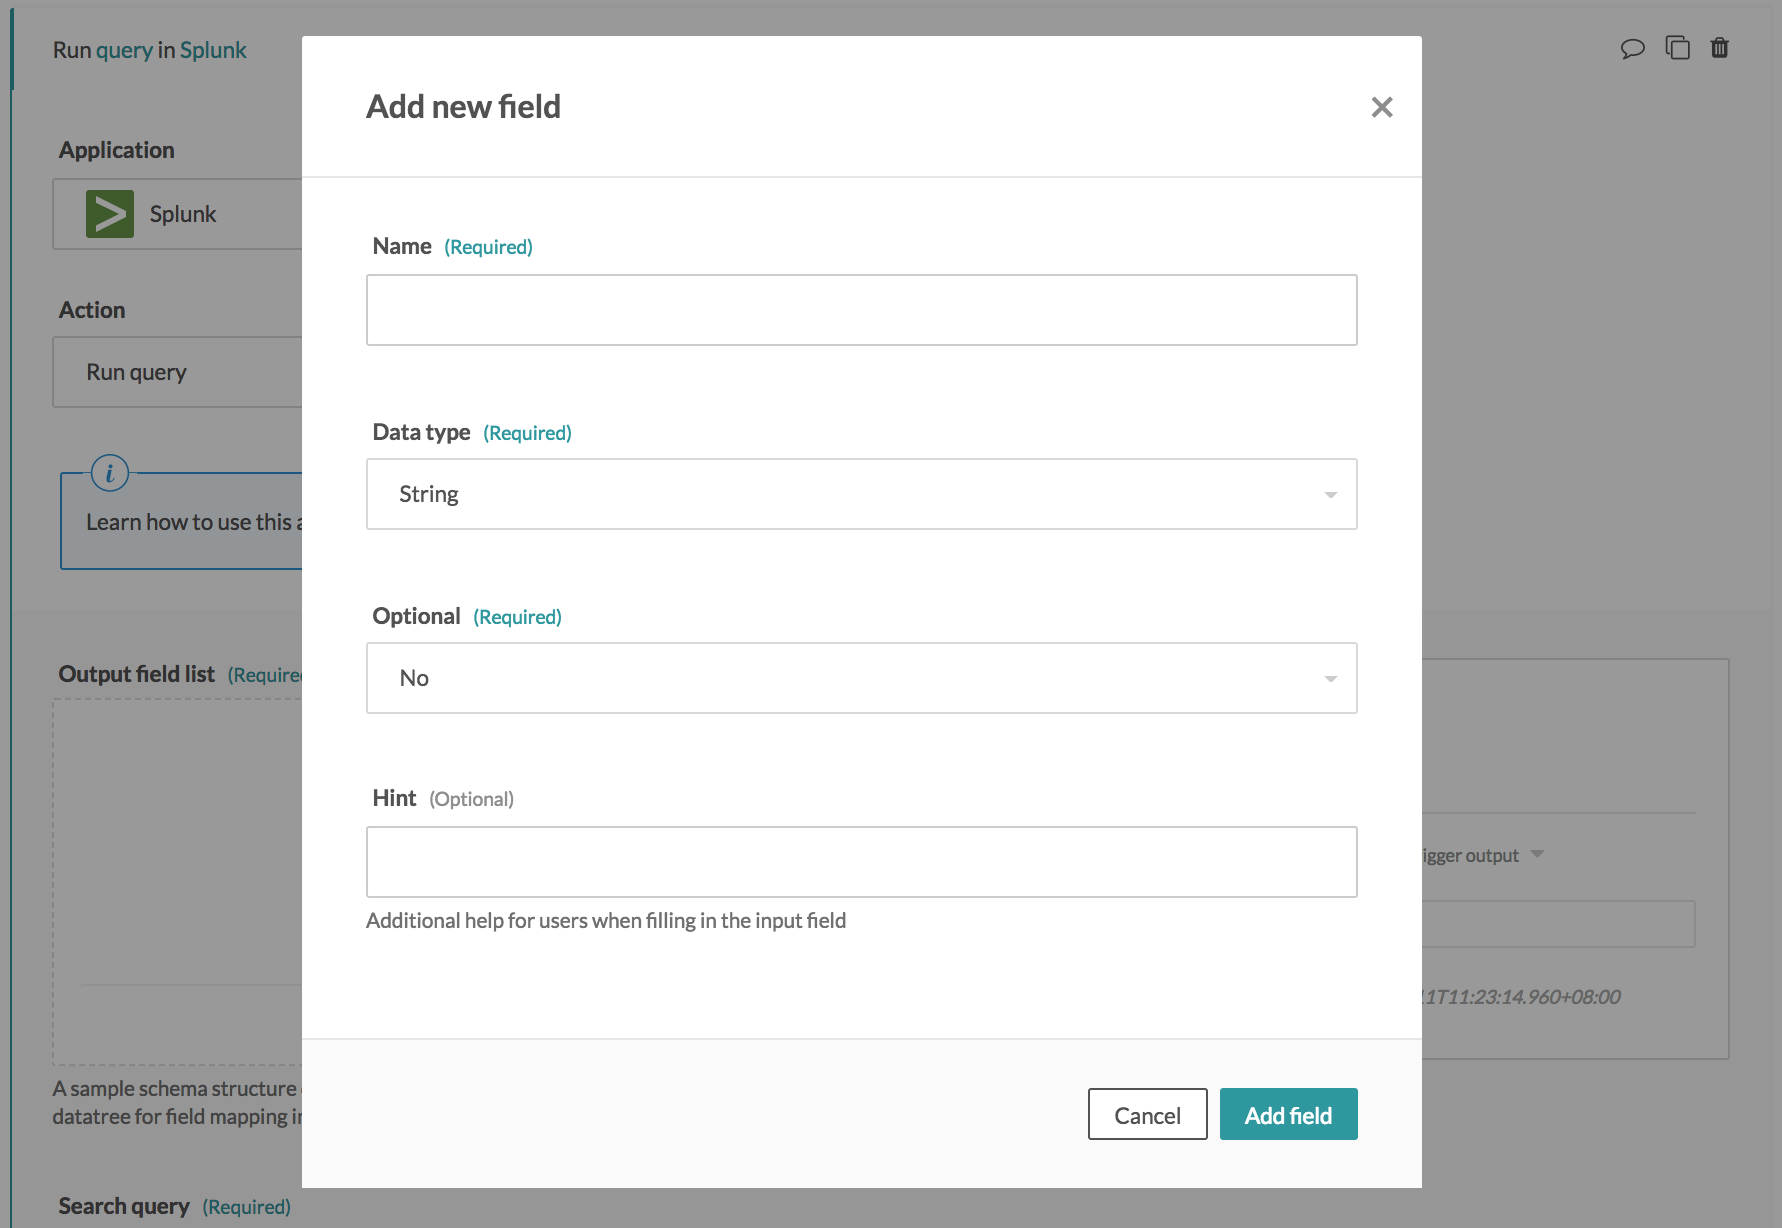 Run query in Splunk
Add new field
Application
Splunk
Name (Required)
Action
Run query
Data type (Required)
String
i
Learn how to use this
Optional (Required)
No
Output field list
Hint (Optional)
output
Additional help for users when filling in the input field
T11:23:14.960+08:00
A sample schema structure
datatree for field mapping
Cancel
Add field
Search query (Required)